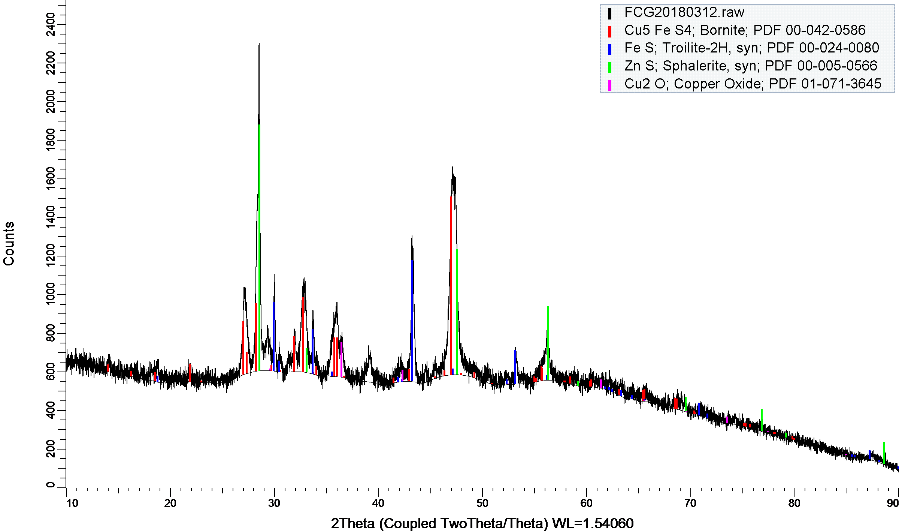 FCG20180312.raw
Cu5 Fe S4; Bornite; PDF 00-042-0586
Fe S; Troilite-2H, syn; PDF 00-024-0080
Zn S; Sphalerite, syn; PDF 00-005-0566
Cu2 O; Copper Oxide; PDF 01-071-3645
Counts
2400
2200
2000
1800
1600
1400
1200
1000
800
600
400
200
0
10 20 30 40 50 60 70 80 90
2Theta (Coupled TwoTheta/Theta) WL=1.54060